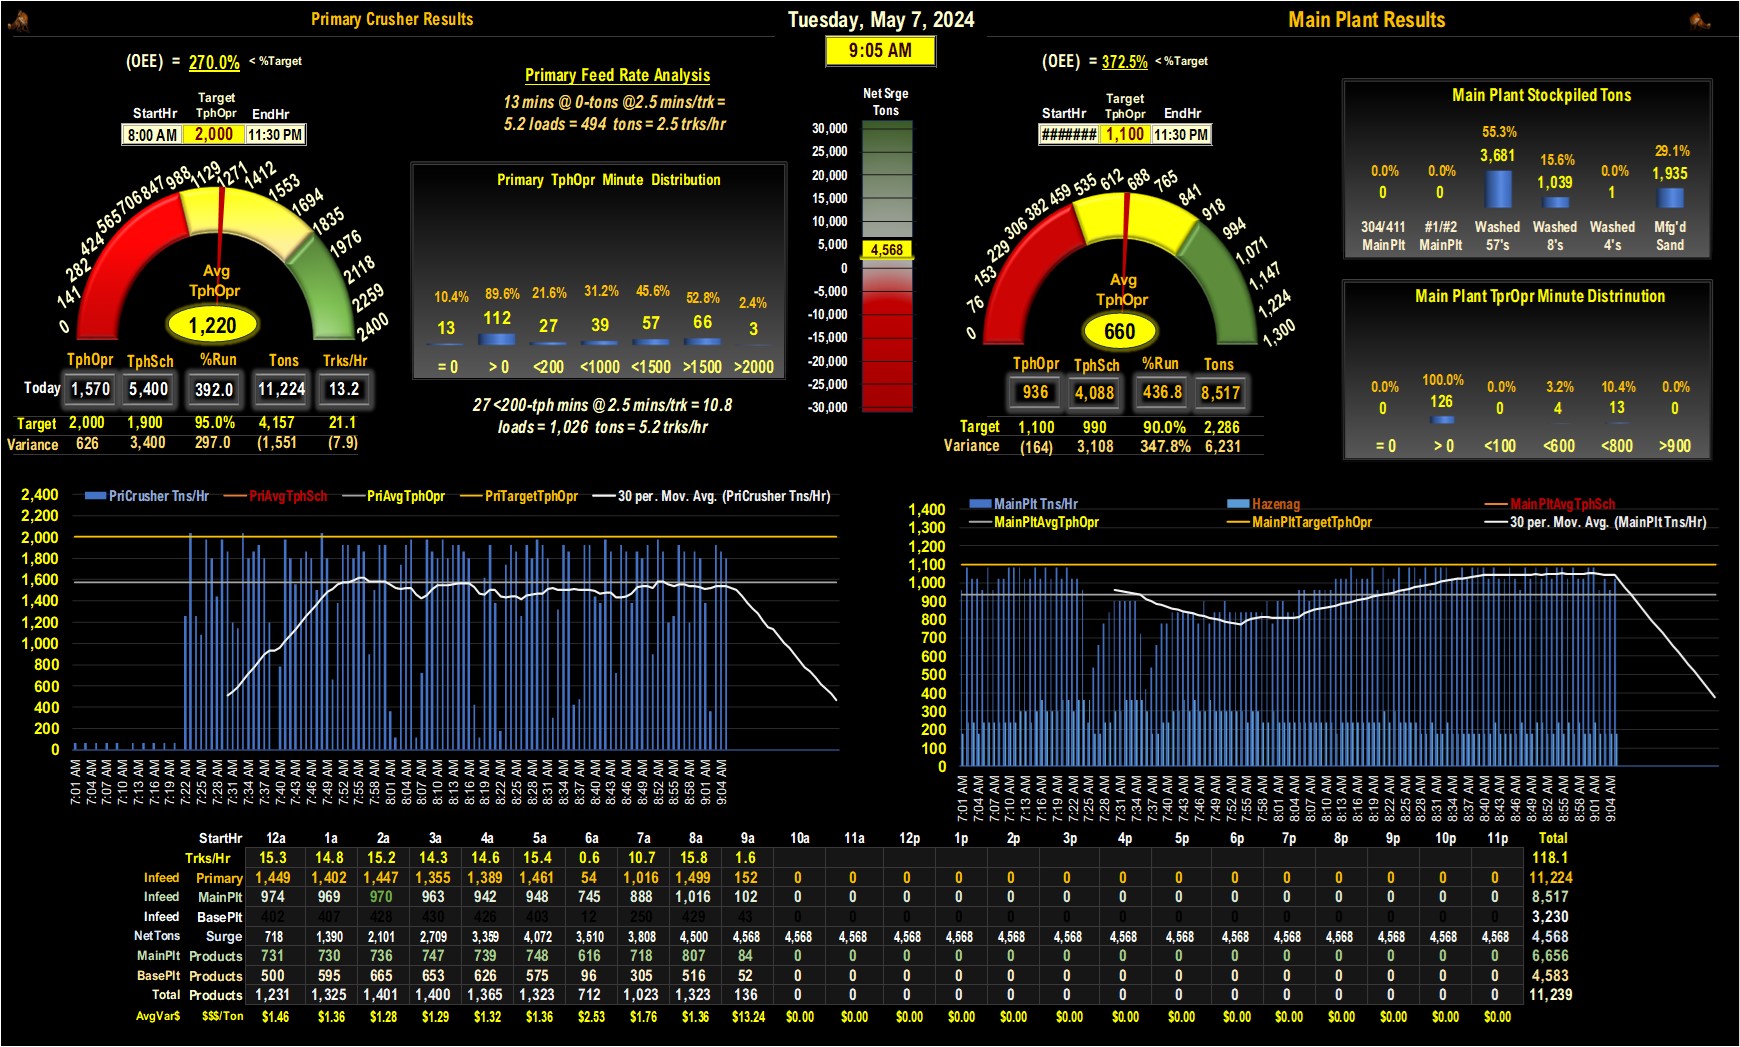 Primary Crusher Results
Tuesday, May 7, 2024
Main Plant Results
9:05 AM
(OEE) = 270.0% < %Target
StartHr Target TphOpr EndHr
8:00 AM 2,000 11:30 PM
0 141 282 424 565 706 847 988 1129 1271 1412 1553 1694 1835 1976 2118 2259 2400
Avg
TphOpr
1,220
TphOpr TphSch %Run Tons Trks/Hr
Today 1,570 5,400 392.0 11,224 13.2
Target 2,000 1,900 95.0% 4,157 21.1
Variance 626 3,400 297.0 (1,551 (7.9)
Primary Feed Rate Analysis
13 mins @ 0-tons @2.5 mins/trk =
5.2 loads = 494 tons = 2.5 trks/hr
Primary TphOpr Minute Distribution
10.4% 89.6% 21.6% 31.2% 45.6% 52.8% 2.4%
13 112 27 39 57 66 3
= 0 > 0 <200 <1000 <1500 >1500 >2000
27 <200-tph mins @ 2.5 mins/trk = 10.8
loads = 1,026 tons = 5.2 trks/hr
Net Srge
Tons
30,000
25,000
20,000
15,000
10,000
5,000
4,568
0
-5,000
-10,000
-15,000
-20,000
-25,000
-30,000
(OEE) = 372.5% < %Target
StartHr Target TphOpr EndHr
####### 1,100 11:30 PM
0 76 153 229 306 382 459 535 612 688 765 841 918 994 1,071 1,147 1,224 1,300
Avg
TphOpr
660
TphOpr TphSch %Run Tons
936 4,088 436.8 8,517
Target 1,100 990 90.0% 2,286
Variance (164) 3,108 347.8% 6,231
Main Plant Stockpiled Tons
0.0% 0.0% 55.3% 15.6% 0.0% 29.1%
0 0 3,681 1,039 1 1,935
304/411 #1/#2 Washed Washed Washed Mfg'd
MainPlt MainPlt 57's 8's 4's Sand
Main Plant TprOpr Minute Distrinution
0.0% 100.0% 0.0% 3.2% 10.4% 0.0%
0 126 0 4 13 0
= 0 > 0 <100 <600 <800 >900
PriCrusher Tns/Hr PriAvgTphSch PriAvgTphOpr PriTargetTphOpr 30 per. Mov. Avg. (PriCrusher Tns/Hr)
2,400
2,200
2,000
1,800
1,600
1,400
1,200
1,000
800
600
400
200
0
7:01 AM 7:04 AM 7:07 AM 7:10 AM 7:13 AM 7:16 AM 7:19 AM 7:22 AM 7:25 AM 7:28 AM 7:31 AM 7:34 AM 7:37 AM 7:40 AM 7:43 AM 7:46 AM 7:49 AM 7:52 AM 7:55 AM 7:58 AM 8:01 AM 8:04 AM 8:07 AM 8:10 AM 8:13 AM 8:16 AM 8:19 AM 8:22 AM 8:25 AM 8:28 AM 8:31 AM 8:34 AM 8:37 AM 8:40 AM 8:43 AM 8:46 AM 8:49 AM 8:52 AM 8:55 AM 8:58 AM 9:01 AM 9:04 AM
MainPlt Tns/Hr Hazenag MainPltAvgTphSch
MainPltAvgTphOpr MainPltTargetTphOpr 30 per. Mov. Avg. (MainPlt Tns/Hr)
1,400
1,300
1,200
1,100
1,000
900
800
700
600
500
400
300
200
100
0
7:01 AM 7:04 AM 7:07 AM 7:10 AM 7:13 AM 7:16 AM 7:19 AM 7:22 AM 7:25 AM 7:28 AM 7:31 AM 7:34 AM 7:37 AM 7:40 AM 7:43 AM 7:46 AM 7:49 AM 7:52 AM 7:55 AM 7:58 AM 8:01 AM 8:04 AM 8:07 AM 8:10 AM 8:13 AM 8:16 AM 8:19 AM 8:22 AM 8:25 AM 8:28 AM 8:31 AM 8:34 AM 8:37 AM 8:40 AM 8:43 AM 8:46 AM 8:49 AM 8:52 AM 8:55 AM 8:58 AM 9:01 AM 9:04 AM
StartHr 12a 1a 2a 3a 4a 5a 6a 7a 8a 9a 10a 11a 12p 1p 2p 3p 4p 5p 6p 7p 8p 9p 10p 11p Total
Trks/Hr 15.3 14.8 15.2 14.3 14.6 15.4 0.6 10.7 15.8 1.6 118.1
Infeed Primary 1,449 1,402 1,447 1,355 1,389 1,461 54 1,016 1,499 152 0 0 0 0 0 0 0 0 0 0 0 0 0 0 11,224
Infeed MainPlt 974 969 970 963 942 948 745 888 1,016 102 0 0 0 0 0 0 0 0 0 0 0 0 0 0 8,517
Infeed BasePlt 402 407 428 430 426 403 12 250 429 43 0 0 0 0 0 0 0 0 0 0 0 0 0 0 3,230
NetTons Surge 718 1,390 2,101 2,709 3,359 4,072 3,510 3,808 4,500 4,568 4,568 4,568 4,568 4,568 4,568 4,568 4,568 4,568 4,568 4,568 4,568 4,568 4,568 4,568 4,568
MainPlt Products 731 730 736 747 739 748 616 718 807 84 0 0 0 0 0 0 0 0 0 0 0 0 0 0 6,656
BasePlt Products 500 595 665 653 626 575 96 305 516 52 0 0 0 0 0 0 0 0 0 0 0 0 0 0 4,583
Total Products 1,231 1,325 1,401 1,400 1,365 1,323 712 1,023 1,323 136 0 0 0 0 0 0 0 0 0 0 0 0 0 0 11,239
AvgVar$ $$$/Ton $1.46 $1.36 $1.28 $1.29 $1.32 $1.36 $2.53 $1.76 $1.36 $13.24 $0.00 $0.00 $0.00 $0.00 $0.00 $0.00 $0.00 $0.00 $0.00 $0.00 $0.00 $0.00 $0.00 $0.00